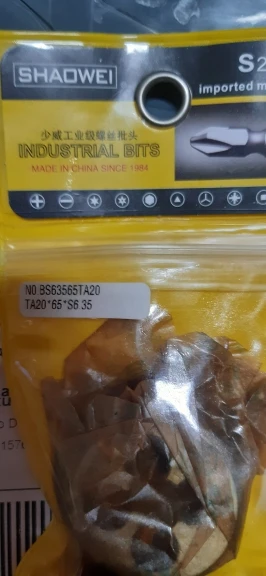 SHAOWEI
S2
imported m
少威工业级螺丝批头
INDUSTRIAL BITS
MADE IN CHINA SINCE 1984
NO.BS63565TA20
TA20*65*S6.35
157